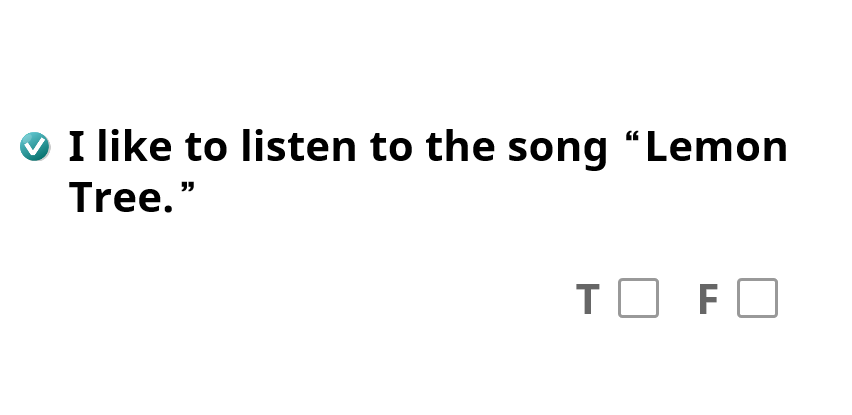 I like to listen to the song “Lemon
Tree.”
T F